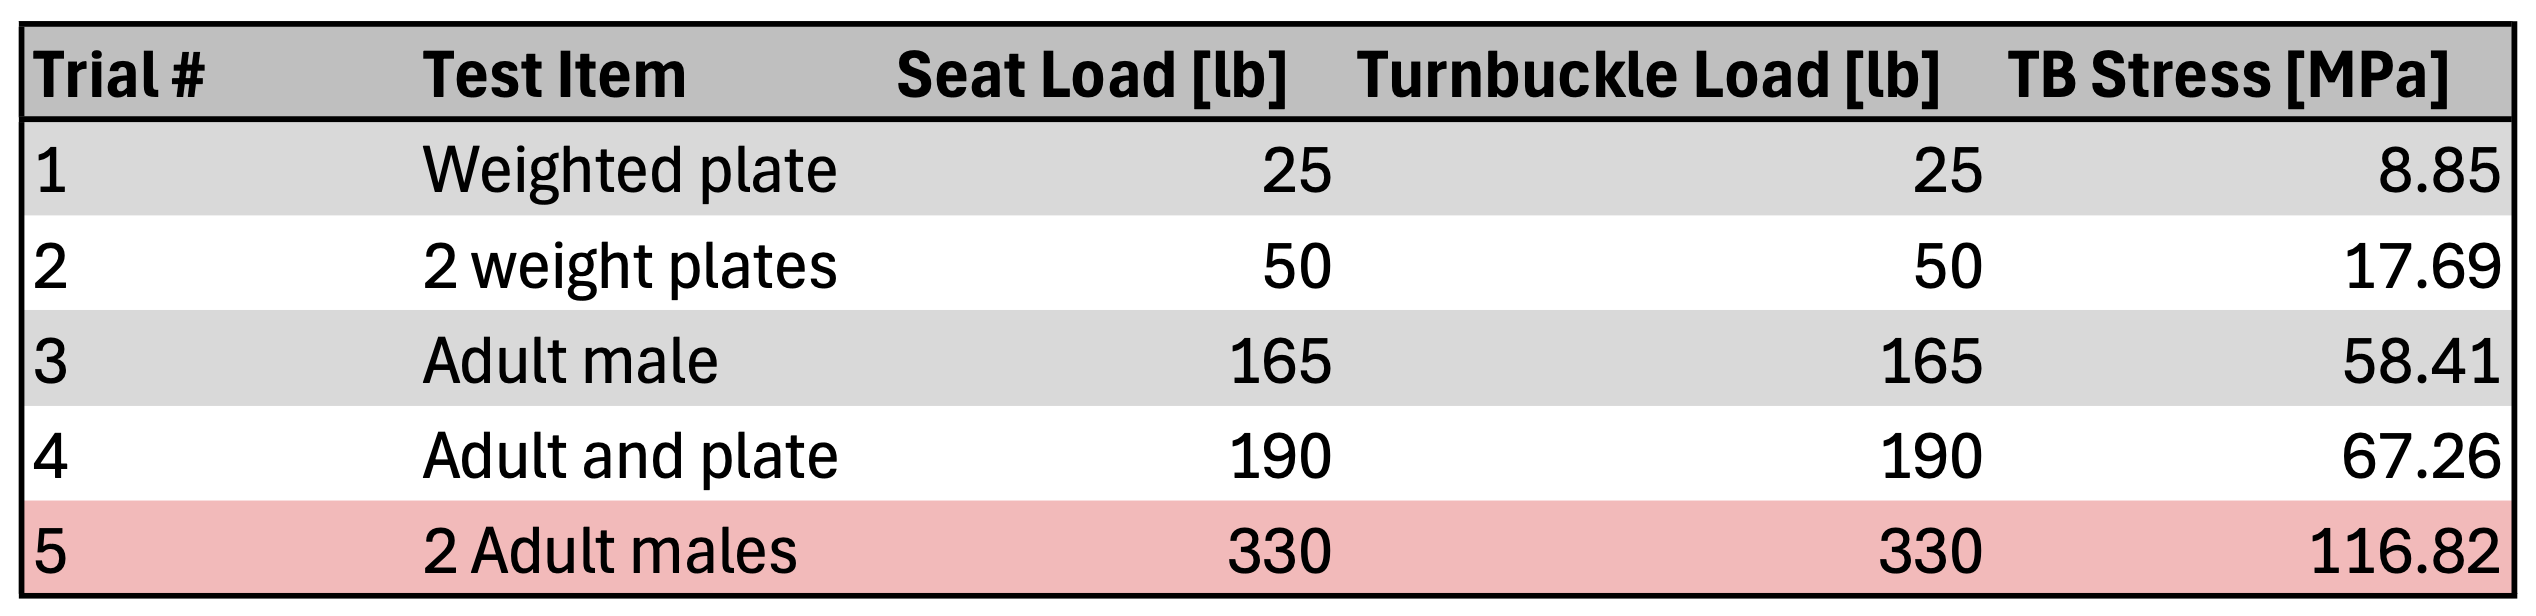 Trial # Test Item Seat Load [lb] Turnbuckle Load [lb] TB Stress [MPa]
1 Weighted plate 25 25 8.85
2 2 weight plates 50 50 17.69
3 Adult male 165 165 58.41
4 Adult and plate 190 190 67.26
5 2 Adult males 330 330 116.82